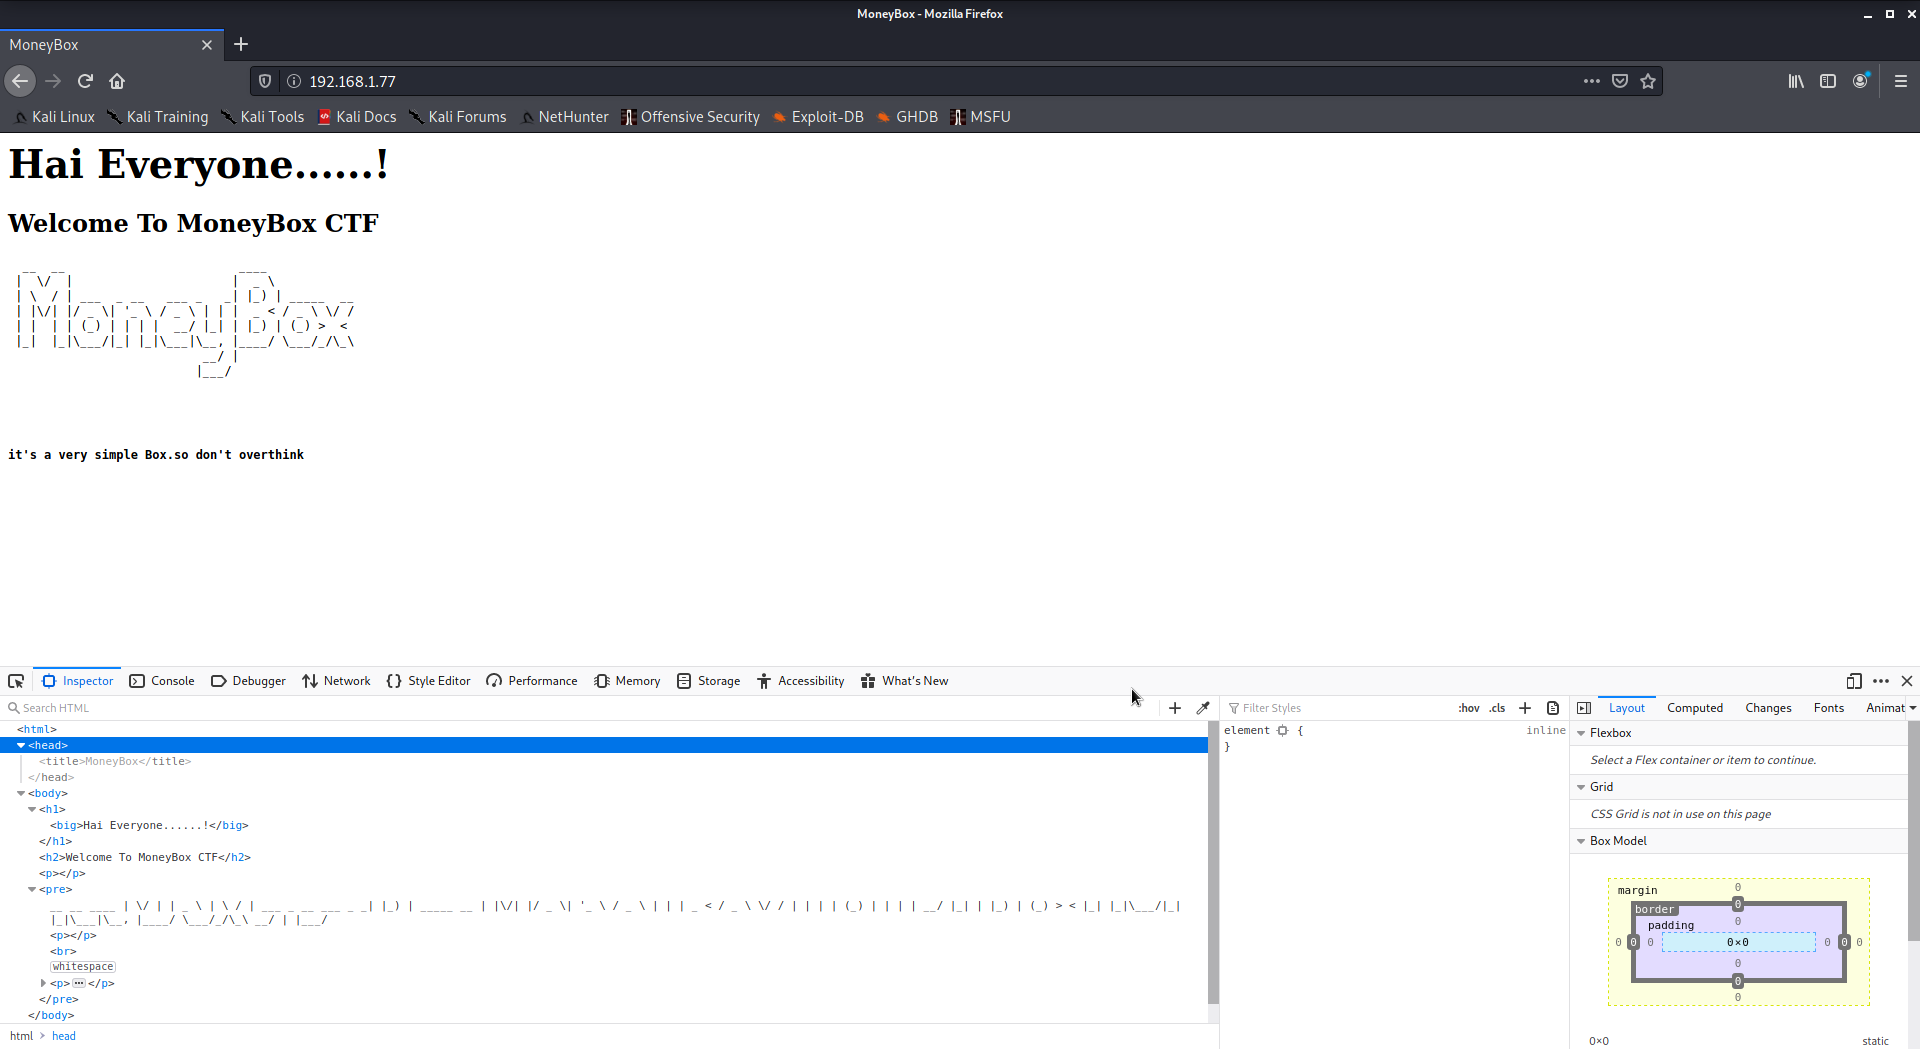 MoneyBox - Mozilla Firefox
MoneyBox
192.168.1.77
Kali Linux Kali Training Kali Tools Kali Docs Kali Forums NetHunter Offensive Security Exploit-DB GHDB MSFU
Hai Everyone......!
Welcome To MoneyBox CTF
MoneyBox
it's a very simple Box.so don't overthink
Inspector Console Debugger Network Style Editor Performance Memory Storage Accessibility What's New
Search HTML
Filter Styles :hov .cls
Layout Computed Changes Fonts Animat
<html>
<head>
<title>MoneyBox</title>
</head>
<body>
<h1>
<big>Hai Everyone......!</big>
</h1>
<h2>Welcome To MoneyBox CTF</h2>
<p></p>
<pre>
__ __ ____ | \/ | | _ \ | \ / | ___ _ __ ___ _ _| |_) | _____ __ | |\/| |/ _ \| '_ \ / _ \ | | | _ < / _ \ \/ / | | | | (_) | | | | __/ |_| | |_) | (_) > < |_| |_|\___/|_|
|_|\___|\__, |____/ \___/_/\_\ __/ | |___/
<p></p>
<br>
whitespace
<p>⋯</p>
</pre>
</body>
html > head
element { inline
}
Flexbox
Select a Flex container or item to continue.
Grid
CSS Grid is not in use on this page
Box Model
margin 0
border 0
padding 0
0 0 0 0×0 0 0 0
0
0
0
0×0 static